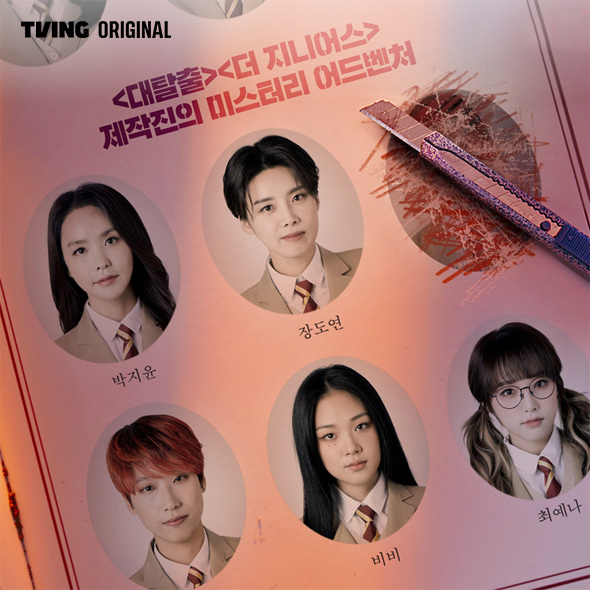 TVING ORIGINAL
<대탈출><더 지니어스>
제작진의 미스터리 어드벤처
장도연
박지윤
최예나
비비